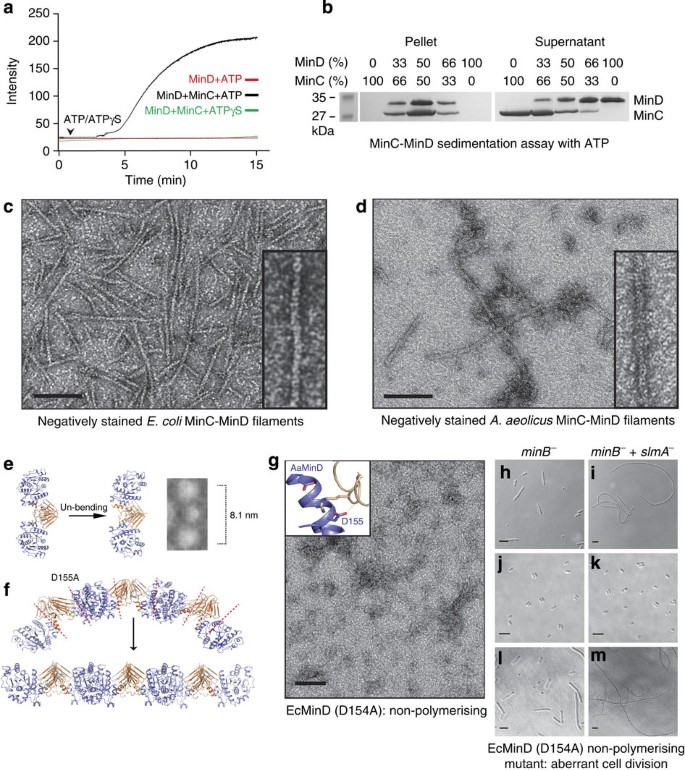 a
250
200
150
100
50
0
Intensity
MinD+ATP
MinD+MinC+ATP
MinD+MinC+ATPγS
ATP/ATPγS
0 5 10 15
Time (min)
b
Pellet Supernatant
MinD (%) 0 33 50 66 100 0 33 50 66 100
MinC (%) 100 66 50 33 0 100 66 50 33 0
35
27
kDa
MinD
MinC
MinC-MinD sedimentation assay with ATP
c
Negatively stained E. coli MinC-MinD filaments
d
Negatively stained A. aeolicus MinC-MinD filaments
e
Un-bending
8.1 nm
f
D155A
g
AaMinD
D155
EcMinD (D154A): non-polymerising
minB– minB– + slmA–
h
i
j
k
l
m
EcMinD (D154A) non-polymerising
mutant: aberrant cell division